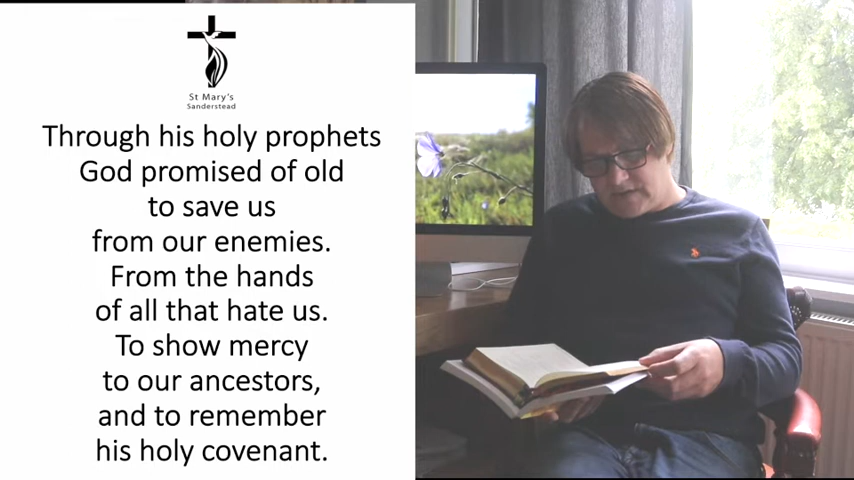 St Mary's
Sanderstead
Through his holy prophets
God promised of old
to save us
from our enemies.
From the hands
of all that hate us.
To show mercy
to our ancestors,
and to remember
his holy covenant.